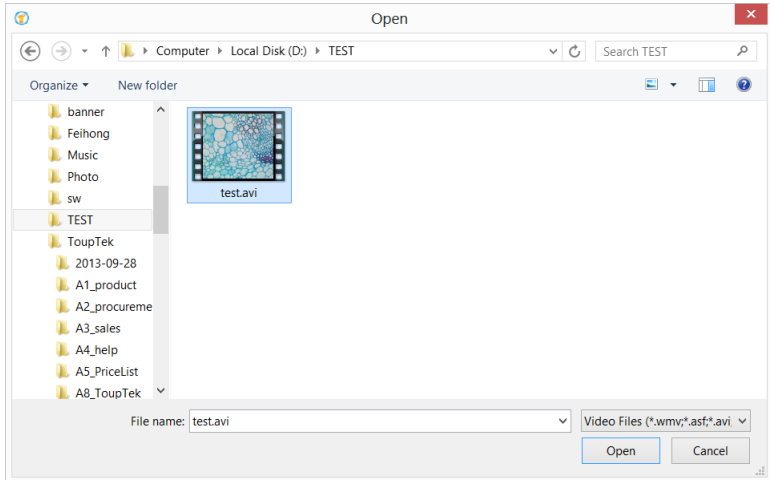 Open
Computer Local Disk (D:) TEST
Search TEST
Organize New folder
banner
Feihong
Music
Photo
sw
TEST
ToupTek
2013-09-28
A1_product
A2_procureme
A3_sales
A4_help
A5_PriceList
A8_ToupTek
test.avi
File name: test.avi
Video Files (*.wmv;*.asf;*.avi;
Open Cancel